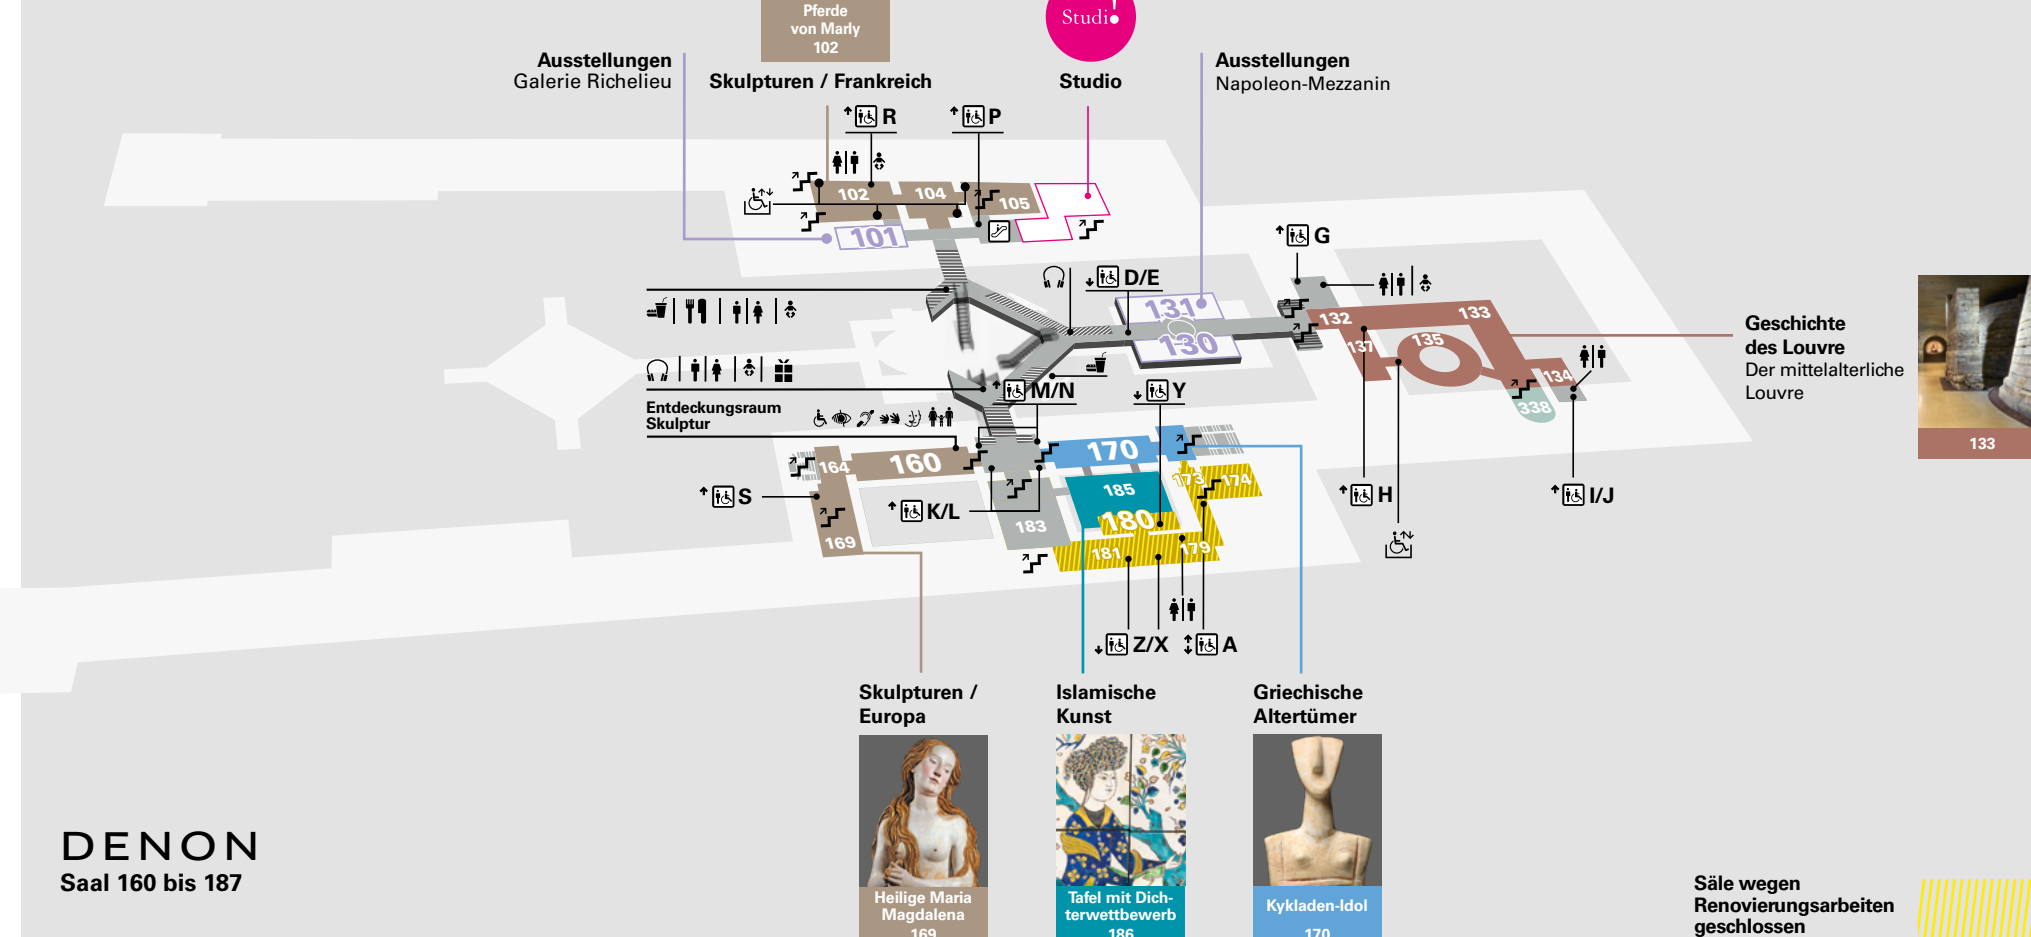 Pferde
von Marly
102
Studi!
Ausstellungen
Galerie Richelieu
Skulpturen / Frankreich
Studio
Ausstellungen
Napoleon-Mezzanin
R
P
102
104
105
101
G
D/E
131
130
132
133
137
135
134
338
Geschichte
des Louvre
Der mittelalterliche
Louvre
133
M/N
Y
Entdeckungsraum
Skulptur
164
160
170
173
174
185
180
183
181
179
169
S
K/L
H
I/J
Z/X
A
Skulpturen /
Europa
Islamische
Kunst
Griechische
Altertümer
Heilige Maria
Magdalena
169
Tafel mit Dich-
terwettbewerb
186
Kykladen-Idol
170
DENON
Saal 160 bis 187
Säle wegen
Renovierungsarbeiten
geschlossen